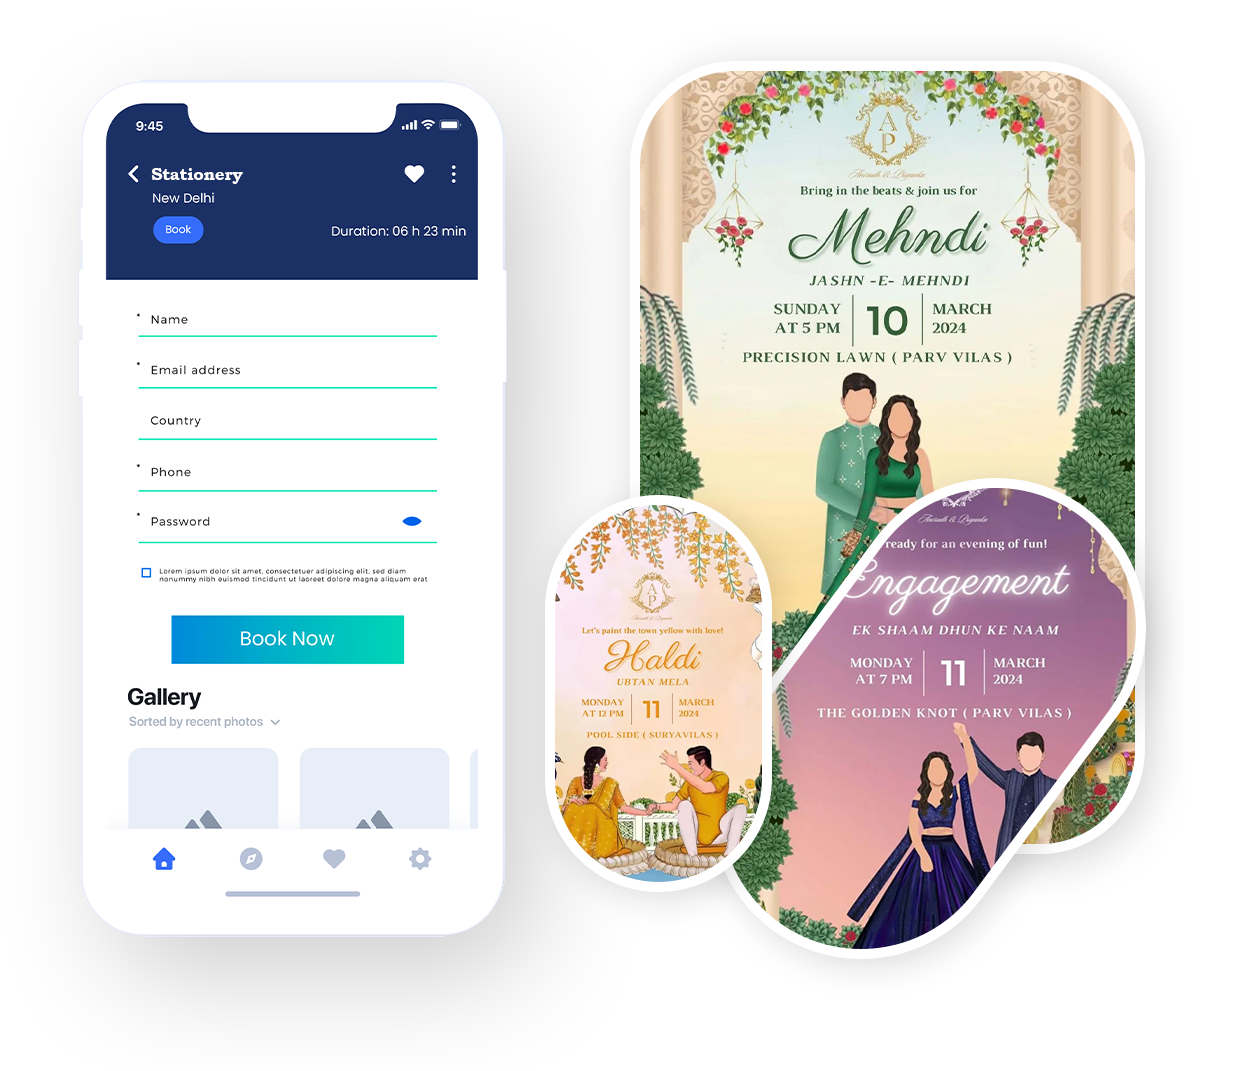 9:45
Stationery
New Delhi
Book
Duration: 06 h 23 min
* Name
* Email address
Country
* Phone
* Password
Lorem ipsum dolor sit amet, consectetuer adipiscing elit, sed diam
nonummy nibh euismod tincidunt ut laoreet dolore magna aliquam erat
Book Now
Gallery
Sorted by recent photos
A
P
Anirudh & Priyanka
Bring in the beats & join us for
Mehndi
JASHN -E- MEHNDI
SUNDAY
AT 5 PM
10
MARCH
2024
PRECISION LAWN ( PARV VILAS )
A
P
Anirudh & Priyanka
Let's paint the town yellow with love!
Haldi
UBTAN MELA
MONDAY
AT 12 PM
11
MARCH
2024
POOL SIDE ( SURYAVILAS )
Anirudh & Priyanka
ready for an evening of fun!
Engagement
EK SHAAM DHUN KE NAAM
MONDAY
AT 7 PM
11
MARCH
2024
THE GOLDEN KNOT ( PARV VILAS )